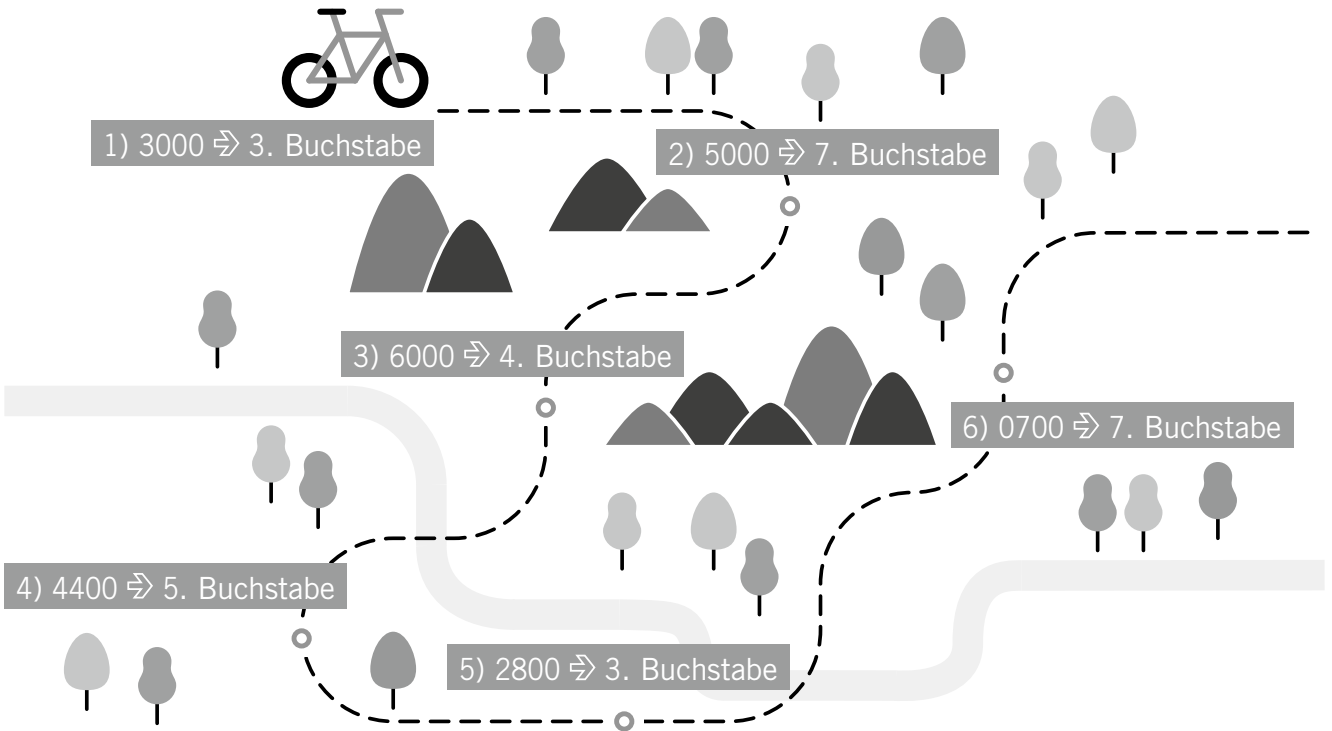 1) 3000 ⇨ 3. Buchstabe
2) 5000 ⇨ 7. Buchstabe
3) 6000 ⇨ 4. Buchstabe
4) 4400 ⇨ 5. Buchstabe
5) 2800 ⇨ 3. Buchstabe
6) 0700 ⇨ 7. Buchstabe